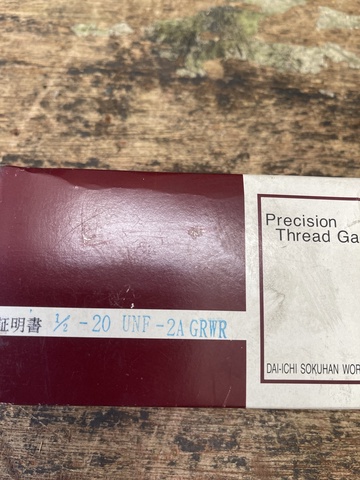 Precision
Thread Ga
証明書 1/2 -20 UNF -2A GRWR
DAI-ICHI SOKUHAN WOR